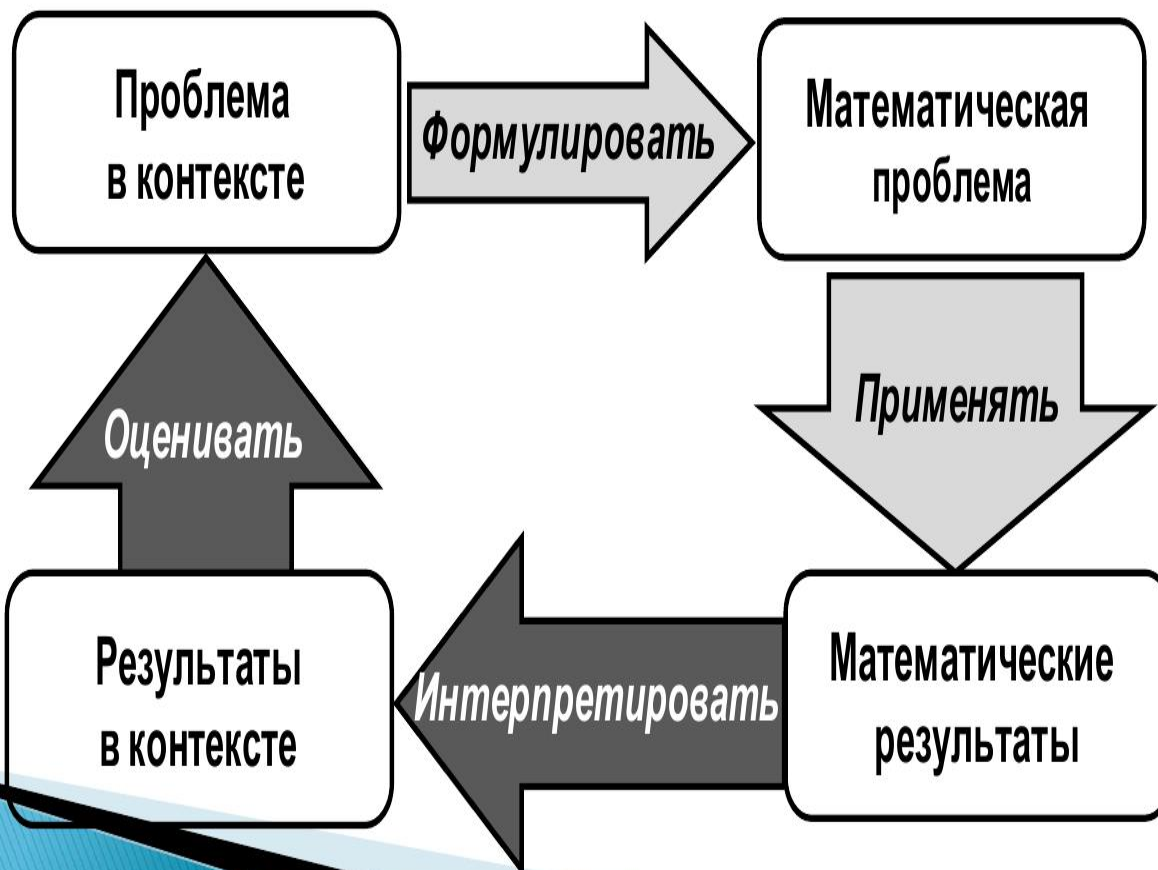 Проблема
в контексте
Формулировать
Математическая
проблема
Применять
Математические
результаты
Интерпретировать
Результаты
в контексте
Оценивать